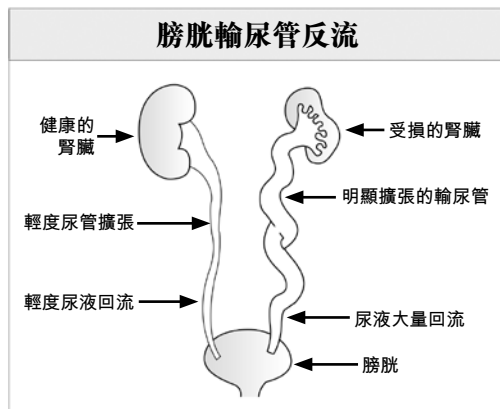 膀胱輸尿管反流
健康的
腎臟
受損的腎臟
明顯擴張的輸尿管
輕度尿管擴張
輕度尿液回流
尿液大量回流
膀胱